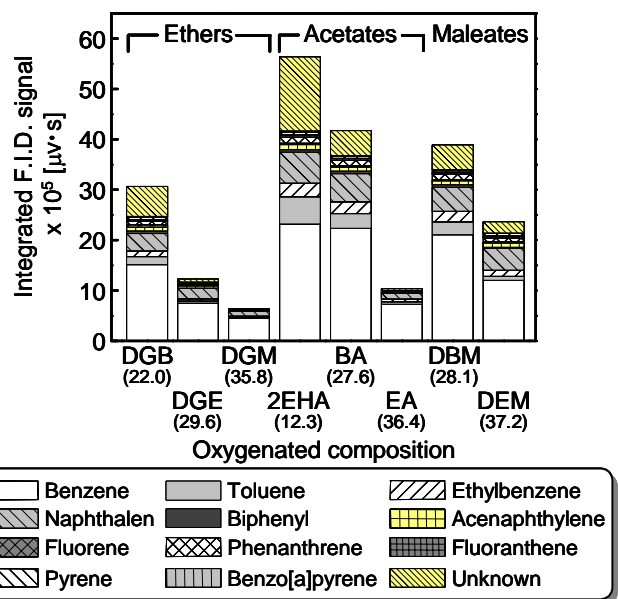 Integrated F.I.D. signal
x 10⁵ [μv·s]
60
50
40
30
20
10
0
Ethers
Acetates
Maleates
DGB
(22.0)
DGE
(29.6)
DGM
(35.8)
2EHA
(12.3)
BA
(27.6)
EA
(36.4)
DBM
(28.1)
DEM
(37.2)
Oxygenated composition
Benzene Toluene Ethylbenzene
Naphthalen Biphenyl Acenaphthylene
Fluorene Phenanthrene Fluoranthene
Pyrene Benzo[a]pyrene Unknown